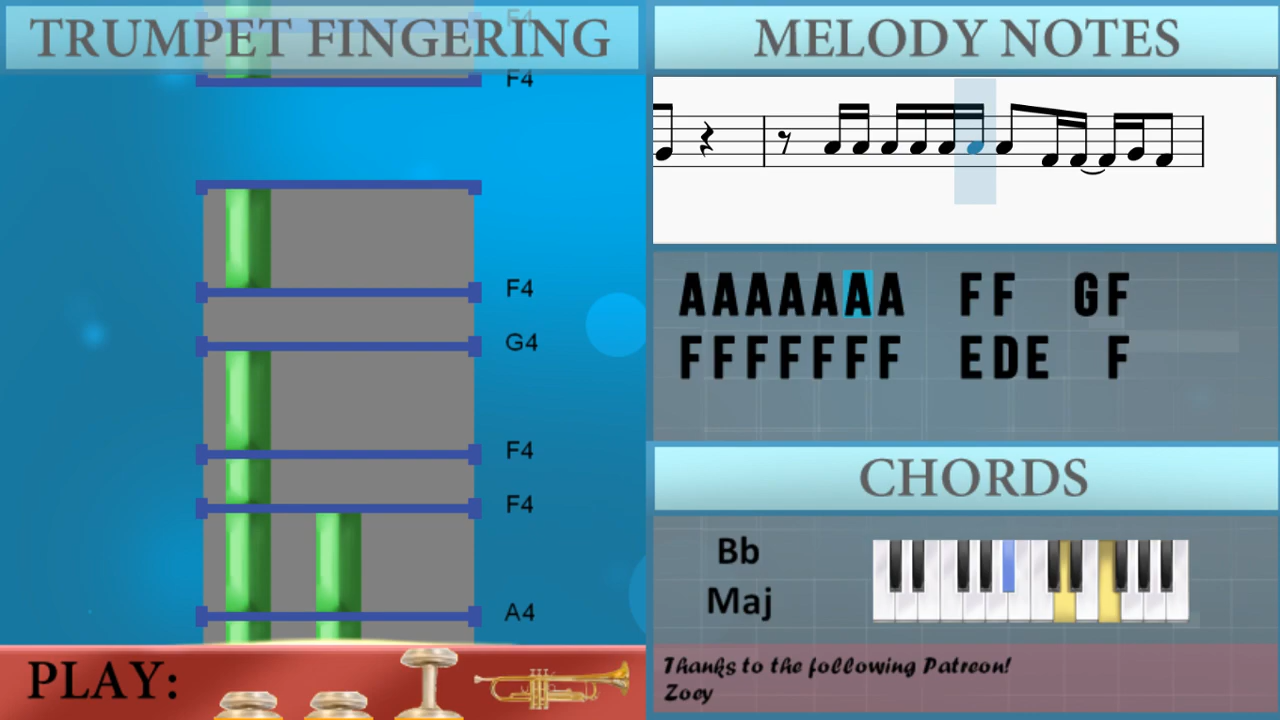 TRUMPET FINGERING
F4
F4
F4
G4
F4
F4
A4
PLAY:
MELODY NOTES
AAAAAAA FF GF
FFFFFFF EDE F
CHORDS
Bb
Maj
Thanks to the following Patreon!
Zoey